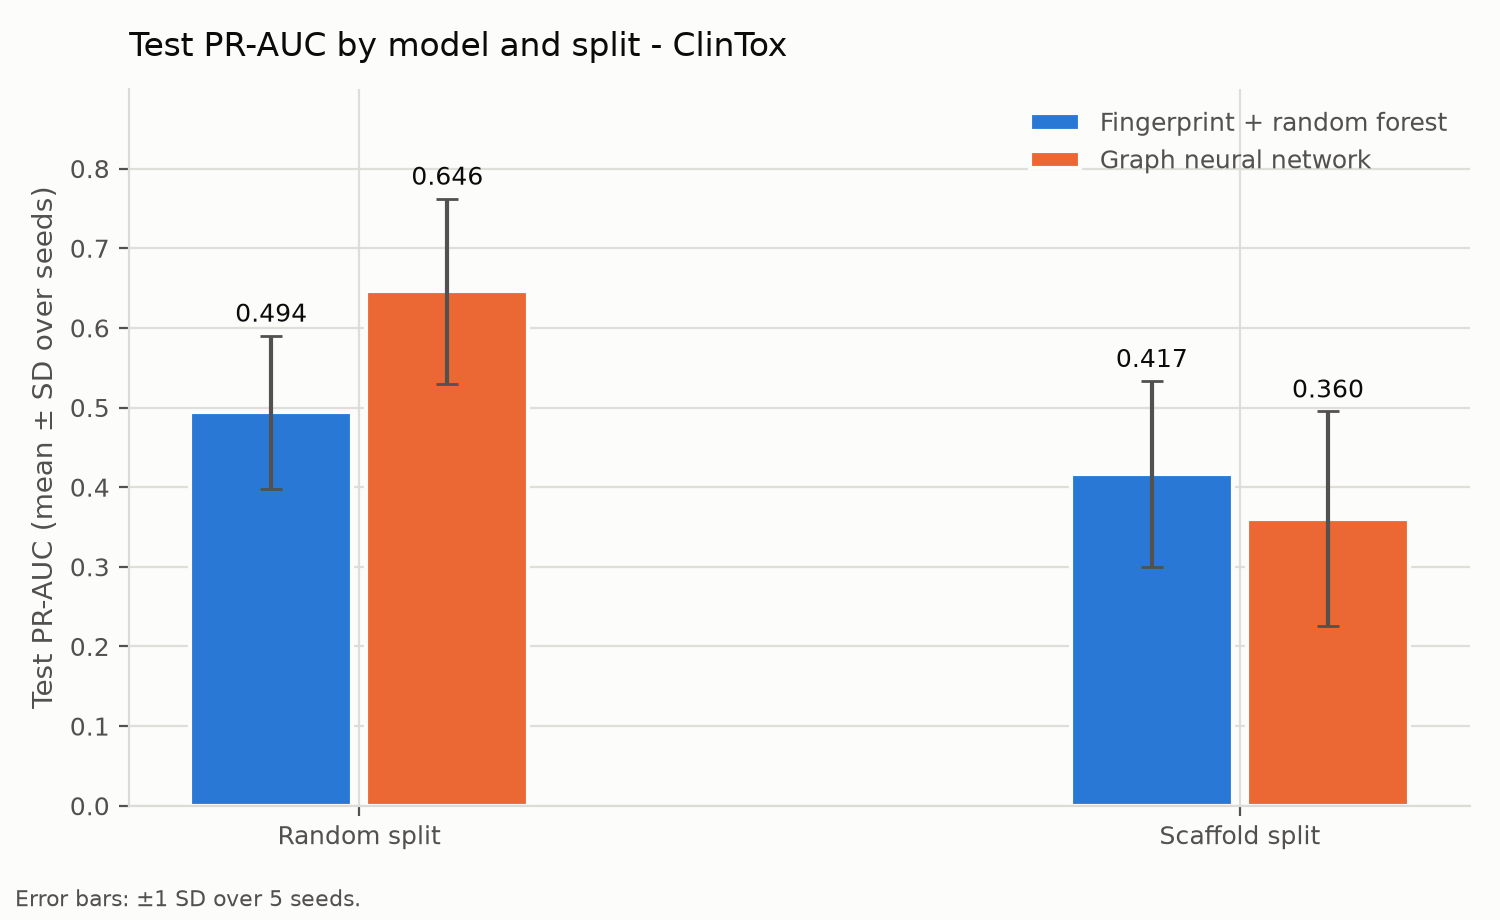 Test PR-AUC by model and split - ClinTox
Fingerprint + random forest
Graph neural network
Test PR-AUC (mean ± SD over seeds)
0.8
0.7
0.6
0.5
0.4
0.3
0.2
0.1
0.0
0.494
0.646
0.417
0.360
Random split
Scaffold split
Error bars: ±1 SD over 5 seeds.